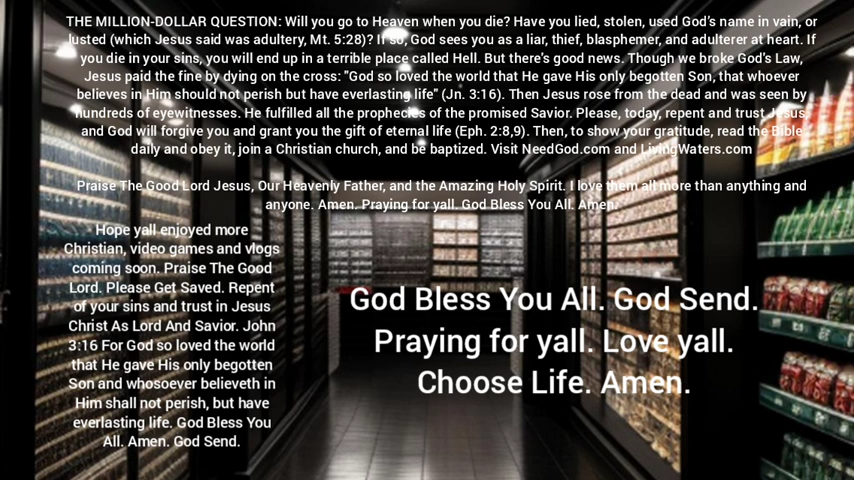 THE MILLION-DOLLAR QUESTION: Will you go to Heaven when you die? Have you lied, stolen, used God's name in vain, or
lusted (which Jesus said was adultery, Mt. 5:28)? If so, God sees you as a liar, thief, blasphemer, and adulterer at heart. If
you die in your sins, you will end up in a terrible place called Hell. But there's good news. Though we broke God's Law,
Jesus paid the fine by dying on the cross: "God so loved the world that He gave His only begotten Son, that whoever
believes in Him should not perish but have everlasting life" (Jn. 3:16). Then Jesus rose from the dead and was seen by
hundreds of eyewitnesses. He fulfilled all the prophecies of the promised Savior. Please, today, repent and trust Jesus,
and God will forgive you and grant you the gift of eternal life (Eph. 2:8,9). Then, to show your gratitude, read the Bible
daily and obey it, join a Christian church, and be baptized. Visit NeedGod.com and LivingWaters.com
Praise The Good Lord Jesus, Our Heavenly Father, and the Amazing Holy Spirit. I love them all more than anything and
anyone. Amen. Praying for yall. God Bless You All. Amen.
Hope yall enjoyed more
Christian, video games and vlogs
coming soon. Praise The Good
Lord. Please Get Saved. Repent
of your sins and trust in Jesus
Christ As Lord And Savior. John
3:16 For God so loved the world
that He gave His only begotten
Son and whosoever believeth in
Him shall not perish, but have
everlasting life. God Bless You
All. Amen. God Send.
God Bless You All. God Send.
Praying for yall. Love yall.
Choose Life. Amen.